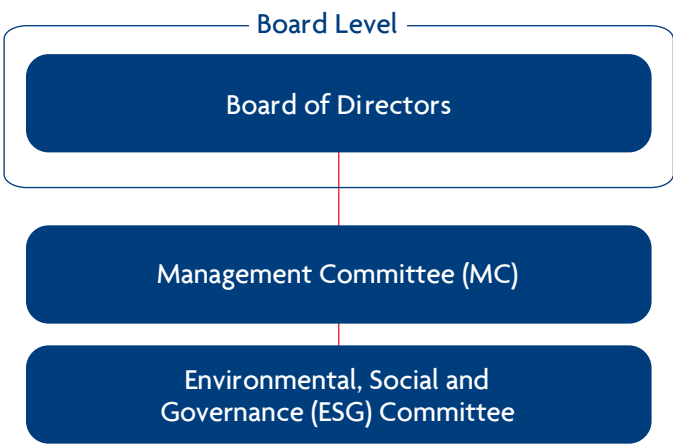 Board Level
Board of Directors
Management Committee (MC)
Environmental, Social and
Governance (ESG) Committee